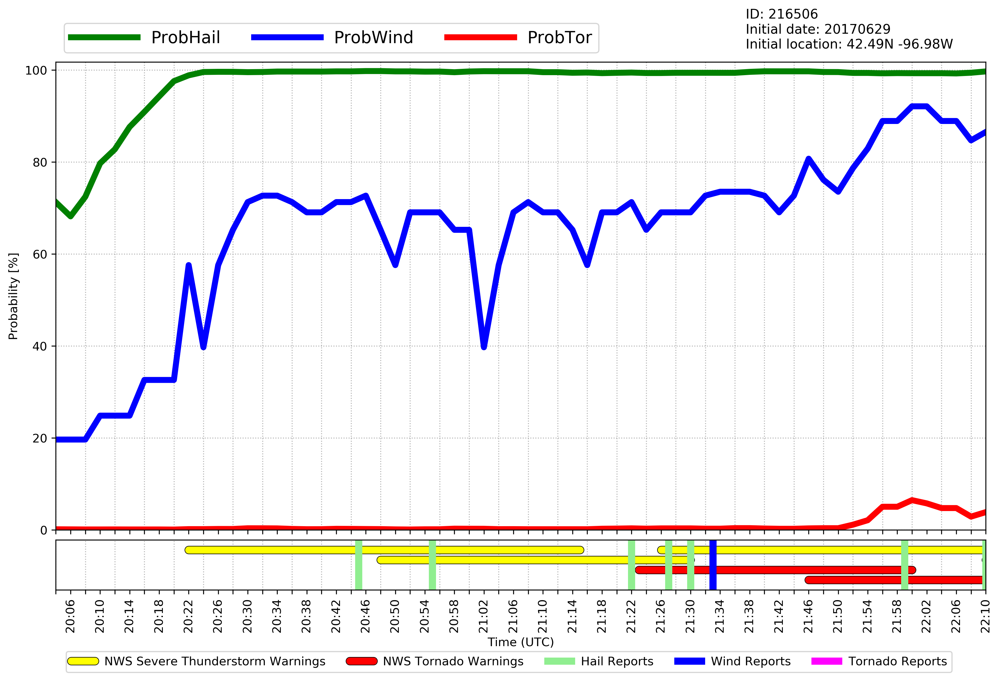 ID: 216506
Initial date: 20170629
Initial location: 42.49N -96.98W
ProbHail ProbWind ProbTor
100
80
60
40
20
0
Probability [%]
20:06 20:10 20:14 20:18 20:22 20:26 20:30 20:34 20:38 20:42 20:46 20:50 20:54 20:58 21:02 21:06 21:10 21:14 21:18 21:22 21:26 21:30 21:34 21:38 21:42 21:46 21:50 21:54 21:58 22:02 22:06 22:10
Time (UTC)
NWS Severe Thunderstorm Warnings NWS Tornado Warnings Hail Reports Wind Reports Tornado Reports